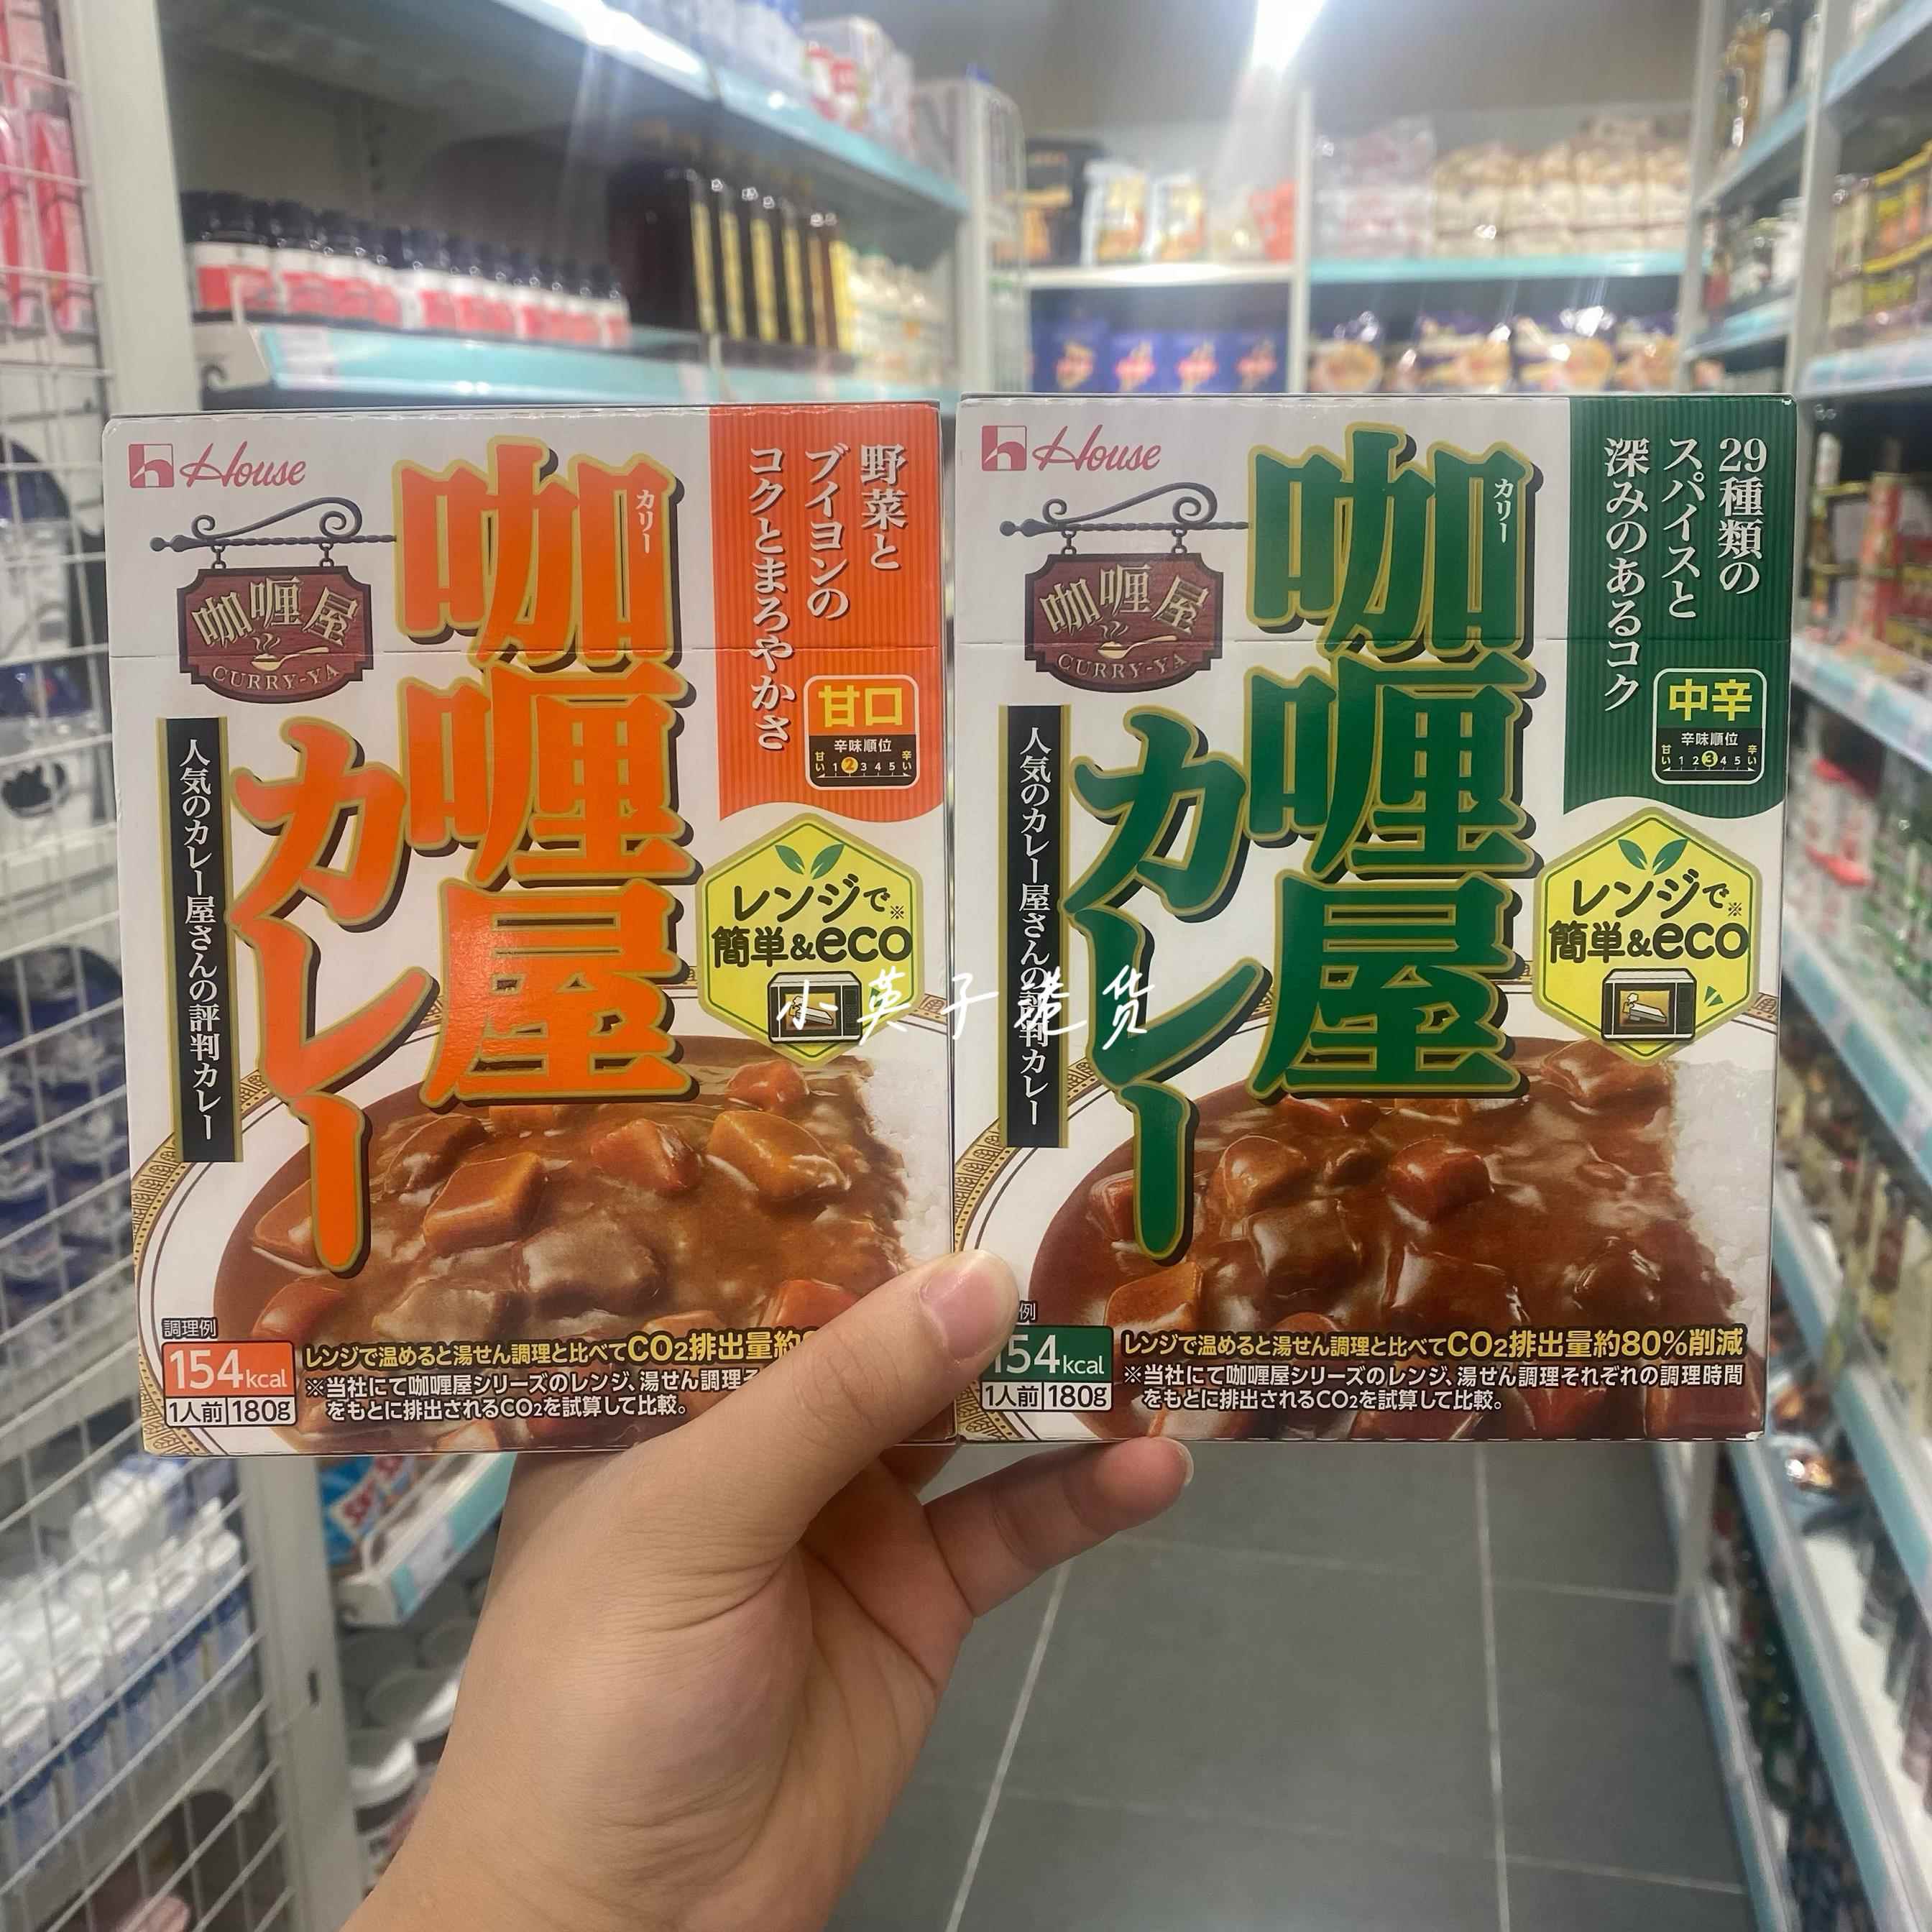 House
咖喱屋
CURRY-YA
咖喱屋
カリー
カレー
野菜と
ブイヨンの
コクとまろやかさ
甘口
辛味順位
甘い 1 2 3 4 5 辛い
人気のカレー屋さんの評判カレー
レンジで※
簡単&eco
調理例
154kcal
1人前 180g
レンジで温めると湯せん調理と比べてCO2排出量約
※当社にて咖喱屋シリーズのレンジ、湯せん調理そ
をもとに排出されるCO2を試算して比較。
House
咖喱屋
CURRY-YA
咖喱屋
カリー
カレー
29種類の
スパイスと
深みのあるコク
中辛
辛味順位
甘い 1 2 3 4 5 辛い
人気のカレー屋さんの評判カレー
レンジで※
簡単&eco
例
154kcal
1人前 180g
レンジで温めると湯せん調理と比べてCO2排出量約80%削減
※当社にて咖喱屋シリーズのレンジ、湯せん調理それぞれの調理時間
をもとに排出されるCO2を試算して比較。
小英子港货